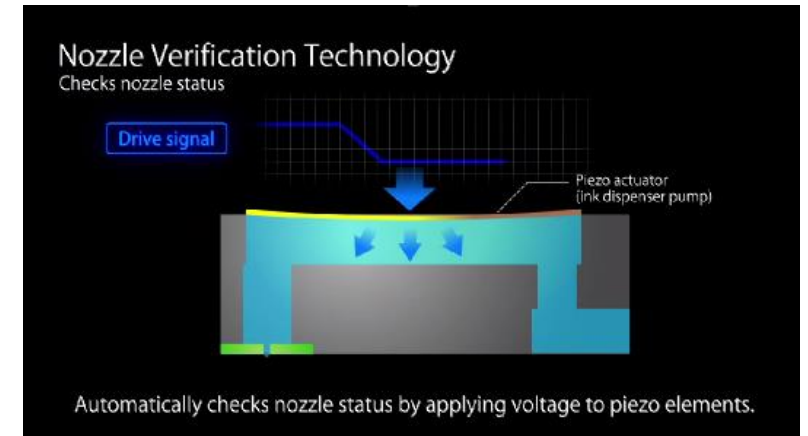 Nozzle Verification Technology
Checks nozzle status
Drive signal
Piezo actuator
(ink dispenser pump)
Automatically checks nozzle status by applying voltage to piezo elements.